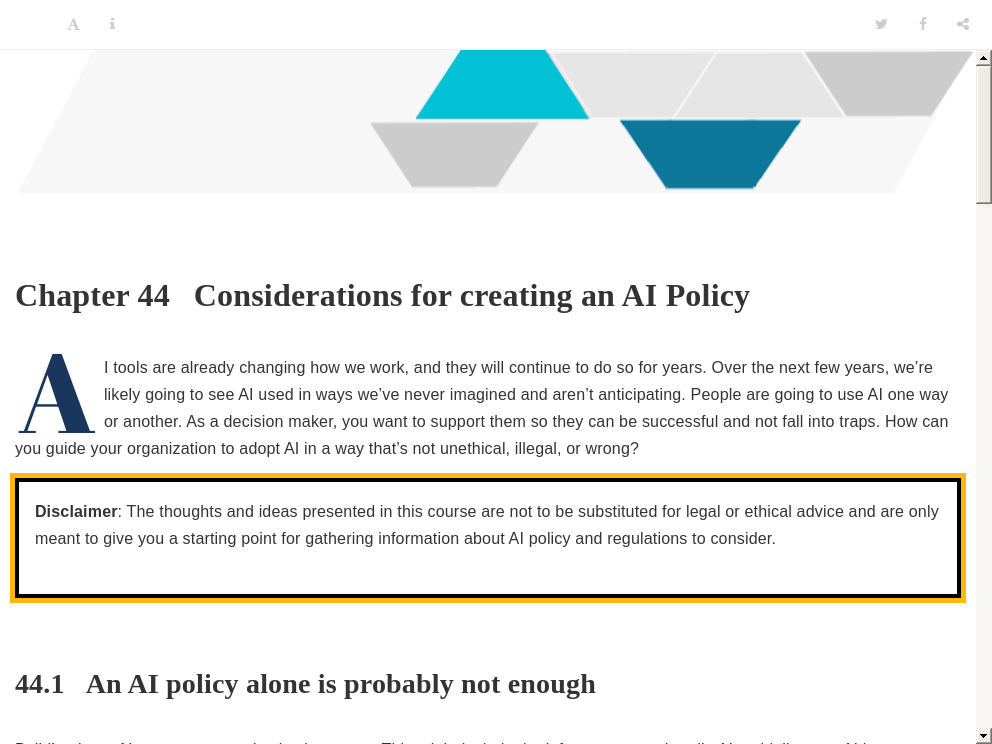 Chapter 44 Considerations for creating an AI Policy
AI tools are already changing how we work, and they will continue to do so for years. Over the next few years, we’re
likely going to see AI used in ways we’ve never imagined and aren’t anticipating. People are going to use AI one way
or another. As a decision maker, you want to support them so they can be successful and not fall into traps. How can
you guide your organization to adopt AI in a way that’s not unethical, illegal, or wrong?
Disclaimer: The thoughts and ideas presented in this course are not to be substituted for legal or ethical advice and are only
meant to give you a starting point for gathering information about AI policy and regulations to consider.
44.1 An AI policy alone is probably not enough